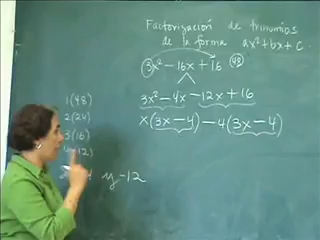 Factorización de trinomios
de la forma ax²+bx+c.
3x² - 16x + 16 (48)
3x² - 4x - 12x + 16
x(3x - 4) - 4(3x - 4)
1(48)
2(24)
3(16)
4(12)
y -12